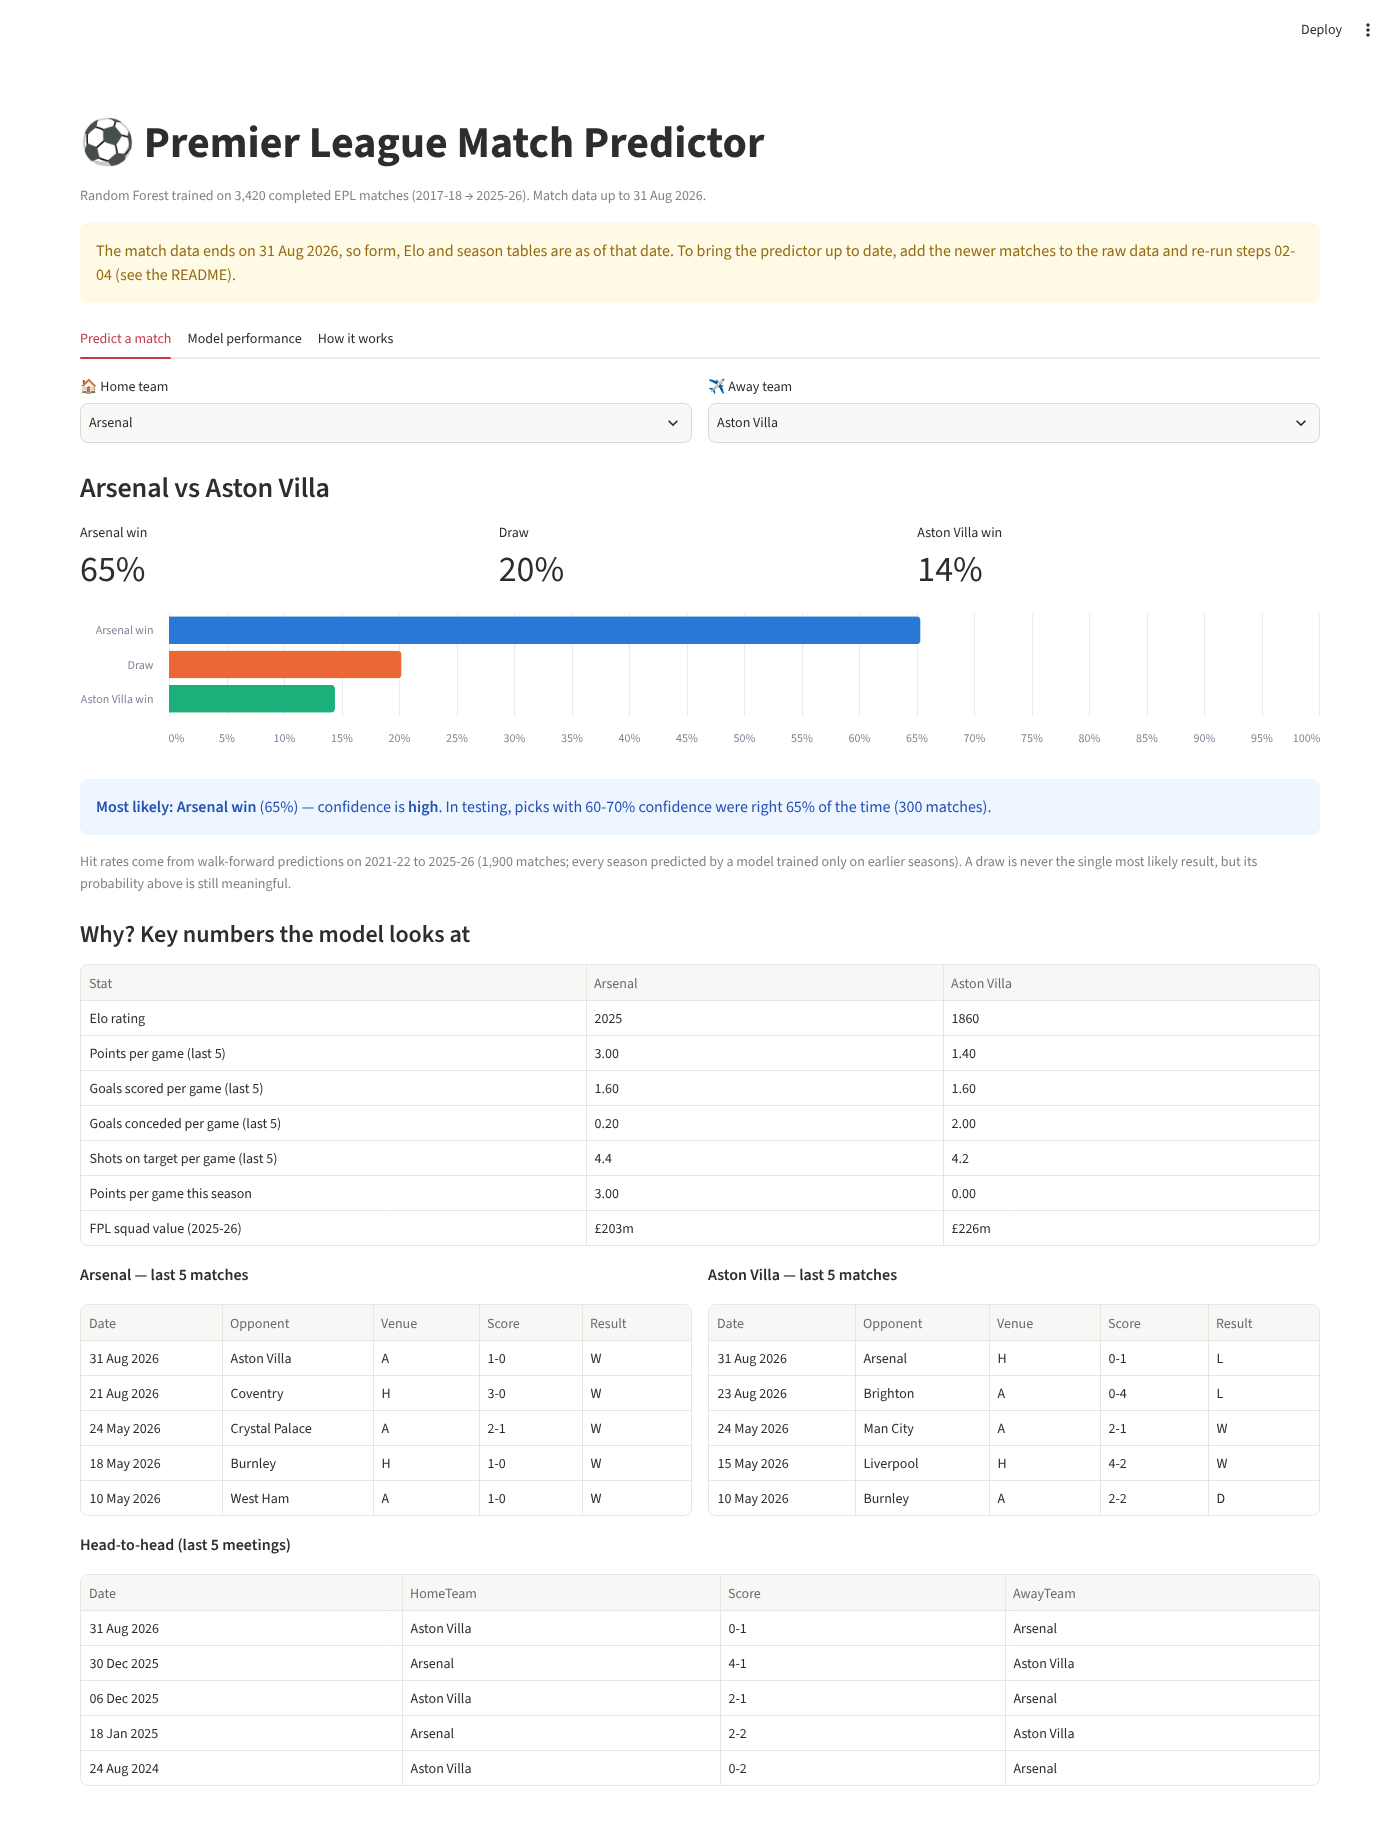 Deploy
⚽ Premier League Match Predictor
Random Forest trained on 3,420 completed EPL matches (2017-18 → 2025-26). Match data up to 31 Aug 2026.
The match data ends on 31 Aug 2026, so form, Elo and season tables are as of that date. To bring the predictor up to date, add the newer matches to the raw data and re-run steps 02-
04 (see the README).
Predict a match Model performance How it works
🏠 Home team ✈️ Away team
Arsenal Aston Villa
Arsenal vs Aston Villa
Arsenal win Draw Aston Villa win
65% 20% 14%
Arsenal win
Draw
Aston Villa win
0% 5% 10% 15% 20% 25% 30% 35% 40% 45% 50% 55% 60% 65% 70% 75% 80% 85% 90% 95% 100%
Most likely: Arsenal win (65%) — confidence is high. In testing, picks with 60-70% confidence were right 65% of the time (300 matches).
Hit rates come from walk-forward predictions on 2021-22 to 2025-26 (1,900 matches; every season predicted by a model trained only on earlier seasons). A draw is never the single most likely result, but its
probability above is still meaningful.
Why? Key numbers the model looks at
Stat Arsenal Aston Villa
Elo rating 2025 1860
Points per game (last 5) 3.00 1.40
Goals scored per game (last 5) 1.60 1.60
Goals conceded per game (last 5) 0.20 2.00
Shots on target per game (last 5) 4.4 4.2
Points per game this season 3.00 0.00
FPL squad value (2025-26) £203m £226m
Arsenal — last 5 matches
Date Opponent Venue Score Result
31 Aug 2026 Aston Villa A 1-0 W
21 Aug 2026 Coventry H 3-0 W
24 May 2026 Crystal Palace A 2-1 W
18 May 2026 Burnley H 1-0 W
10 May 2026 West Ham A 1-0 W
Aston Villa — last 5 matches
Date Opponent Venue Score Result
31 Aug 2026 Arsenal H 0-1 L
23 Aug 2026 Brighton A 0-4 L
24 May 2026 Man City A 2-1 W
15 May 2026 Liverpool H 4-2 W
10 May 2026 Burnley A 2-2 D
Head-to-head (last 5 meetings)
Date HomeTeam Score AwayTeam
31 Aug 2026 Aston Villa 0-1 Arsenal
30 Dec 2025 Arsenal 4-1 Aston Villa
06 Dec 2025 Aston Villa 2-1 Arsenal
18 Jan 2025 Arsenal 2-2 Aston Villa
24 Aug 2024 Aston Villa 0-2 Arsenal